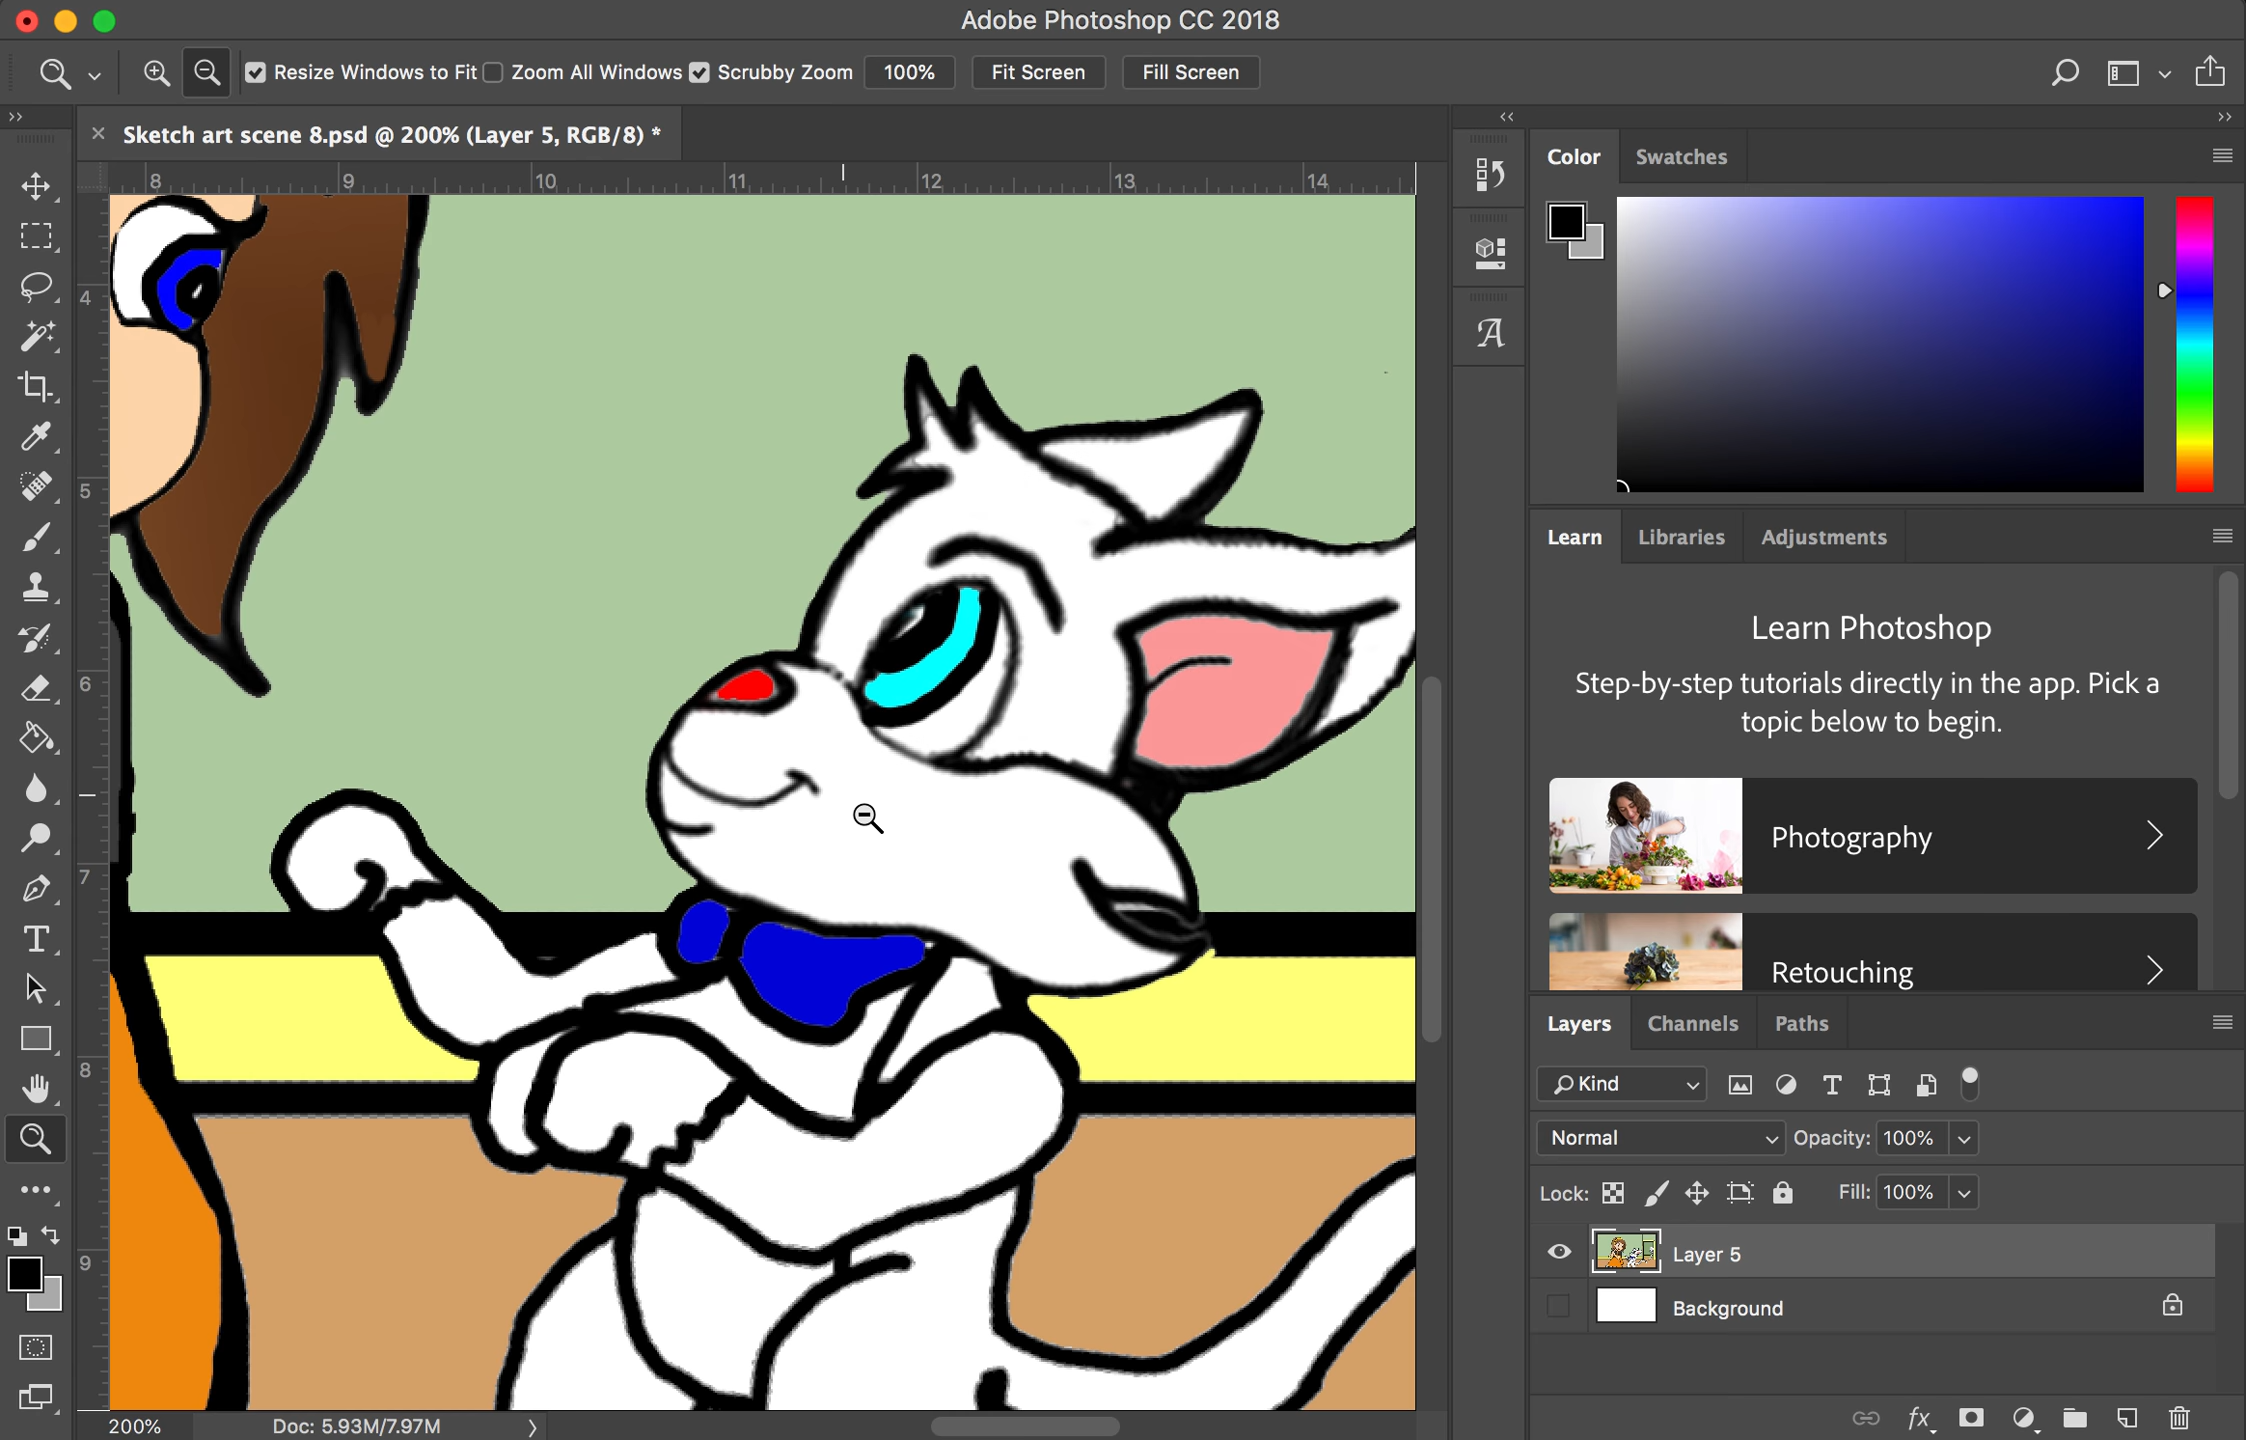 Adobe Photoshop CC 2018
Resize Windows to Fit Zoom All Windows Scrubby Zoom 100% Fit Screen Fill Screen
Sketch art scene 8.psd @ 200% (Layer 5, RGB/8) *
8 9 10 11 12 13 14
4
5
6
7
8
9
Color Swatches
Learn Libraries Adjustments
Learn Photoshop
Step-by-step tutorials directly in the app. Pick a
topic below to begin.
Photography
Retouching
Layers Channels Paths
Kind
Normal Opacity: 100%
Lock: Fill: 100%
Layer 5
Background
fx
200% Doc: 5.93M/7.97M